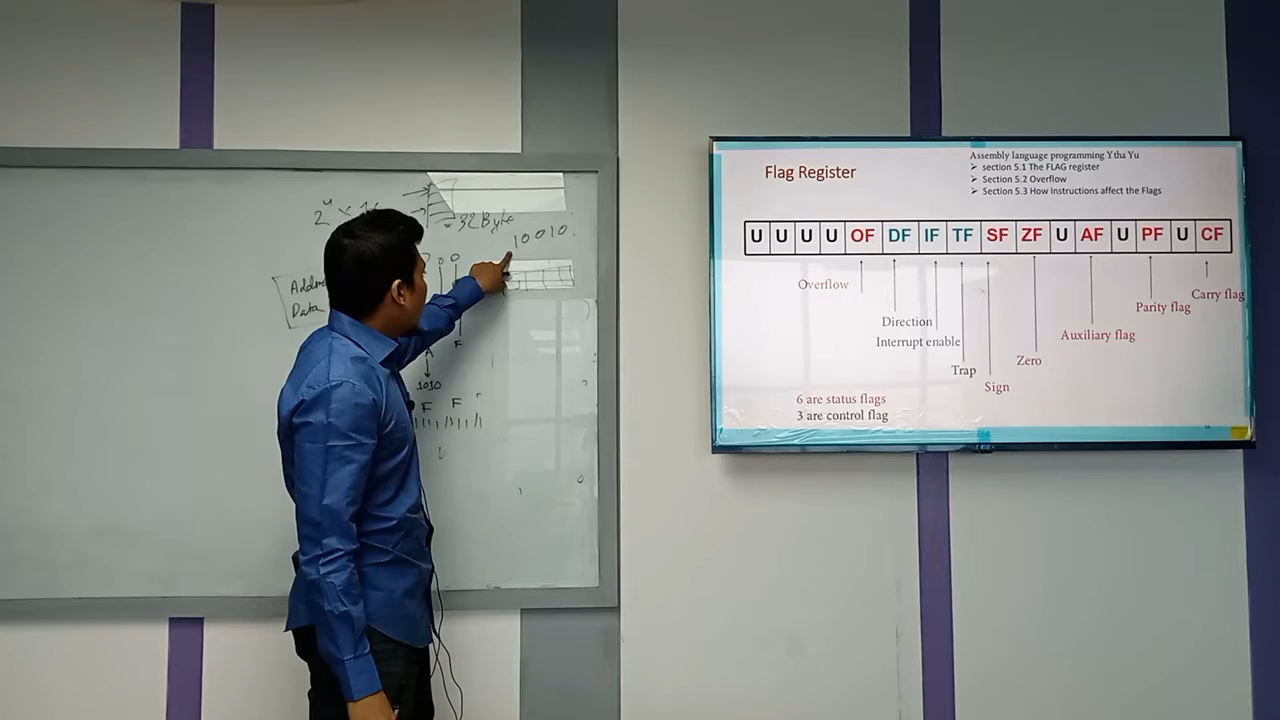 2⁴ ×
= 32 Byte
10010.
00
Data
F
A
1010
F F
Flag Register
Assembly language programming Ytha Yu
➢ section 5.1 The FLAG register
➢ Section 5.2 Overflow
➢ Section 5.3 How Instructions affect the Flags
U U U U OF DF IF TF SF ZF U AF U PF U CF
Overflow
Direction
Interrupt enable
Trap
Sign
Zero
Auxiliary flag
Parity flag
Carry flag
6 are status flags
3 are control flag